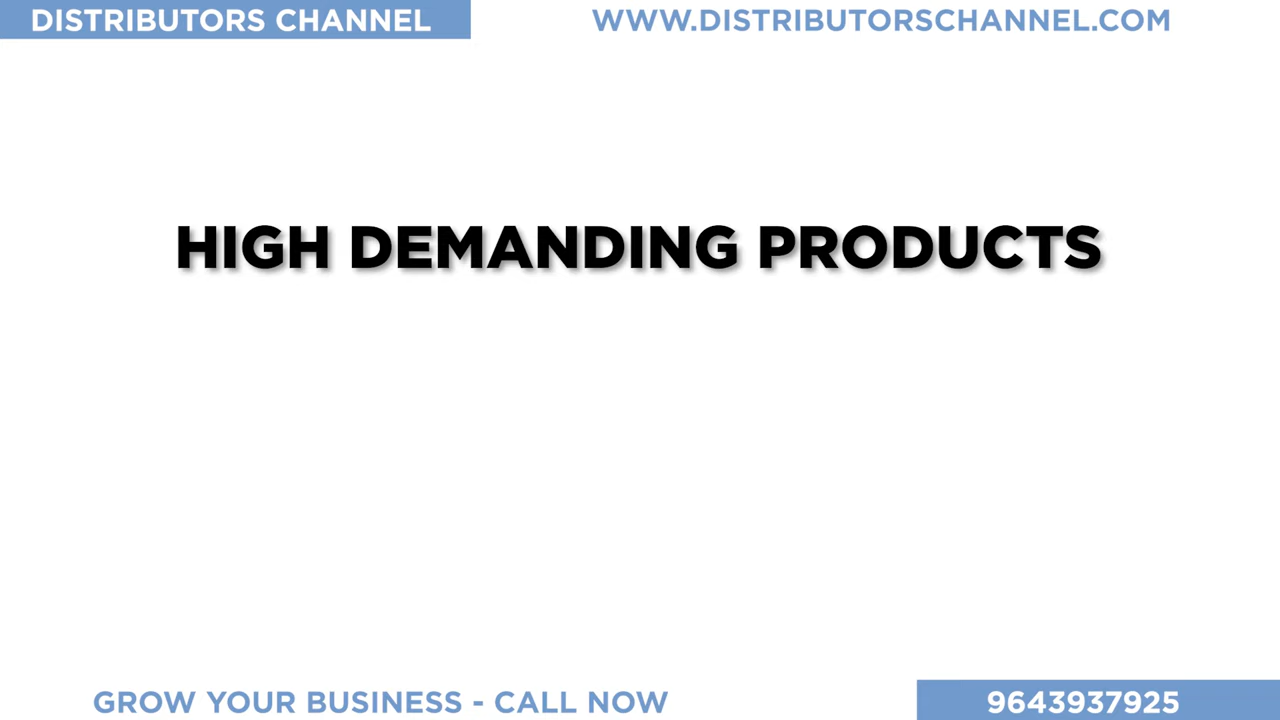 DISTRIBUTORS CHANNEL
WWW.DISTRIBUTORSCHANNEL.COM
HIGH DEMANDING PRODUCTS
GROW YOUR BUSINESS - CALL NOW
9643937925